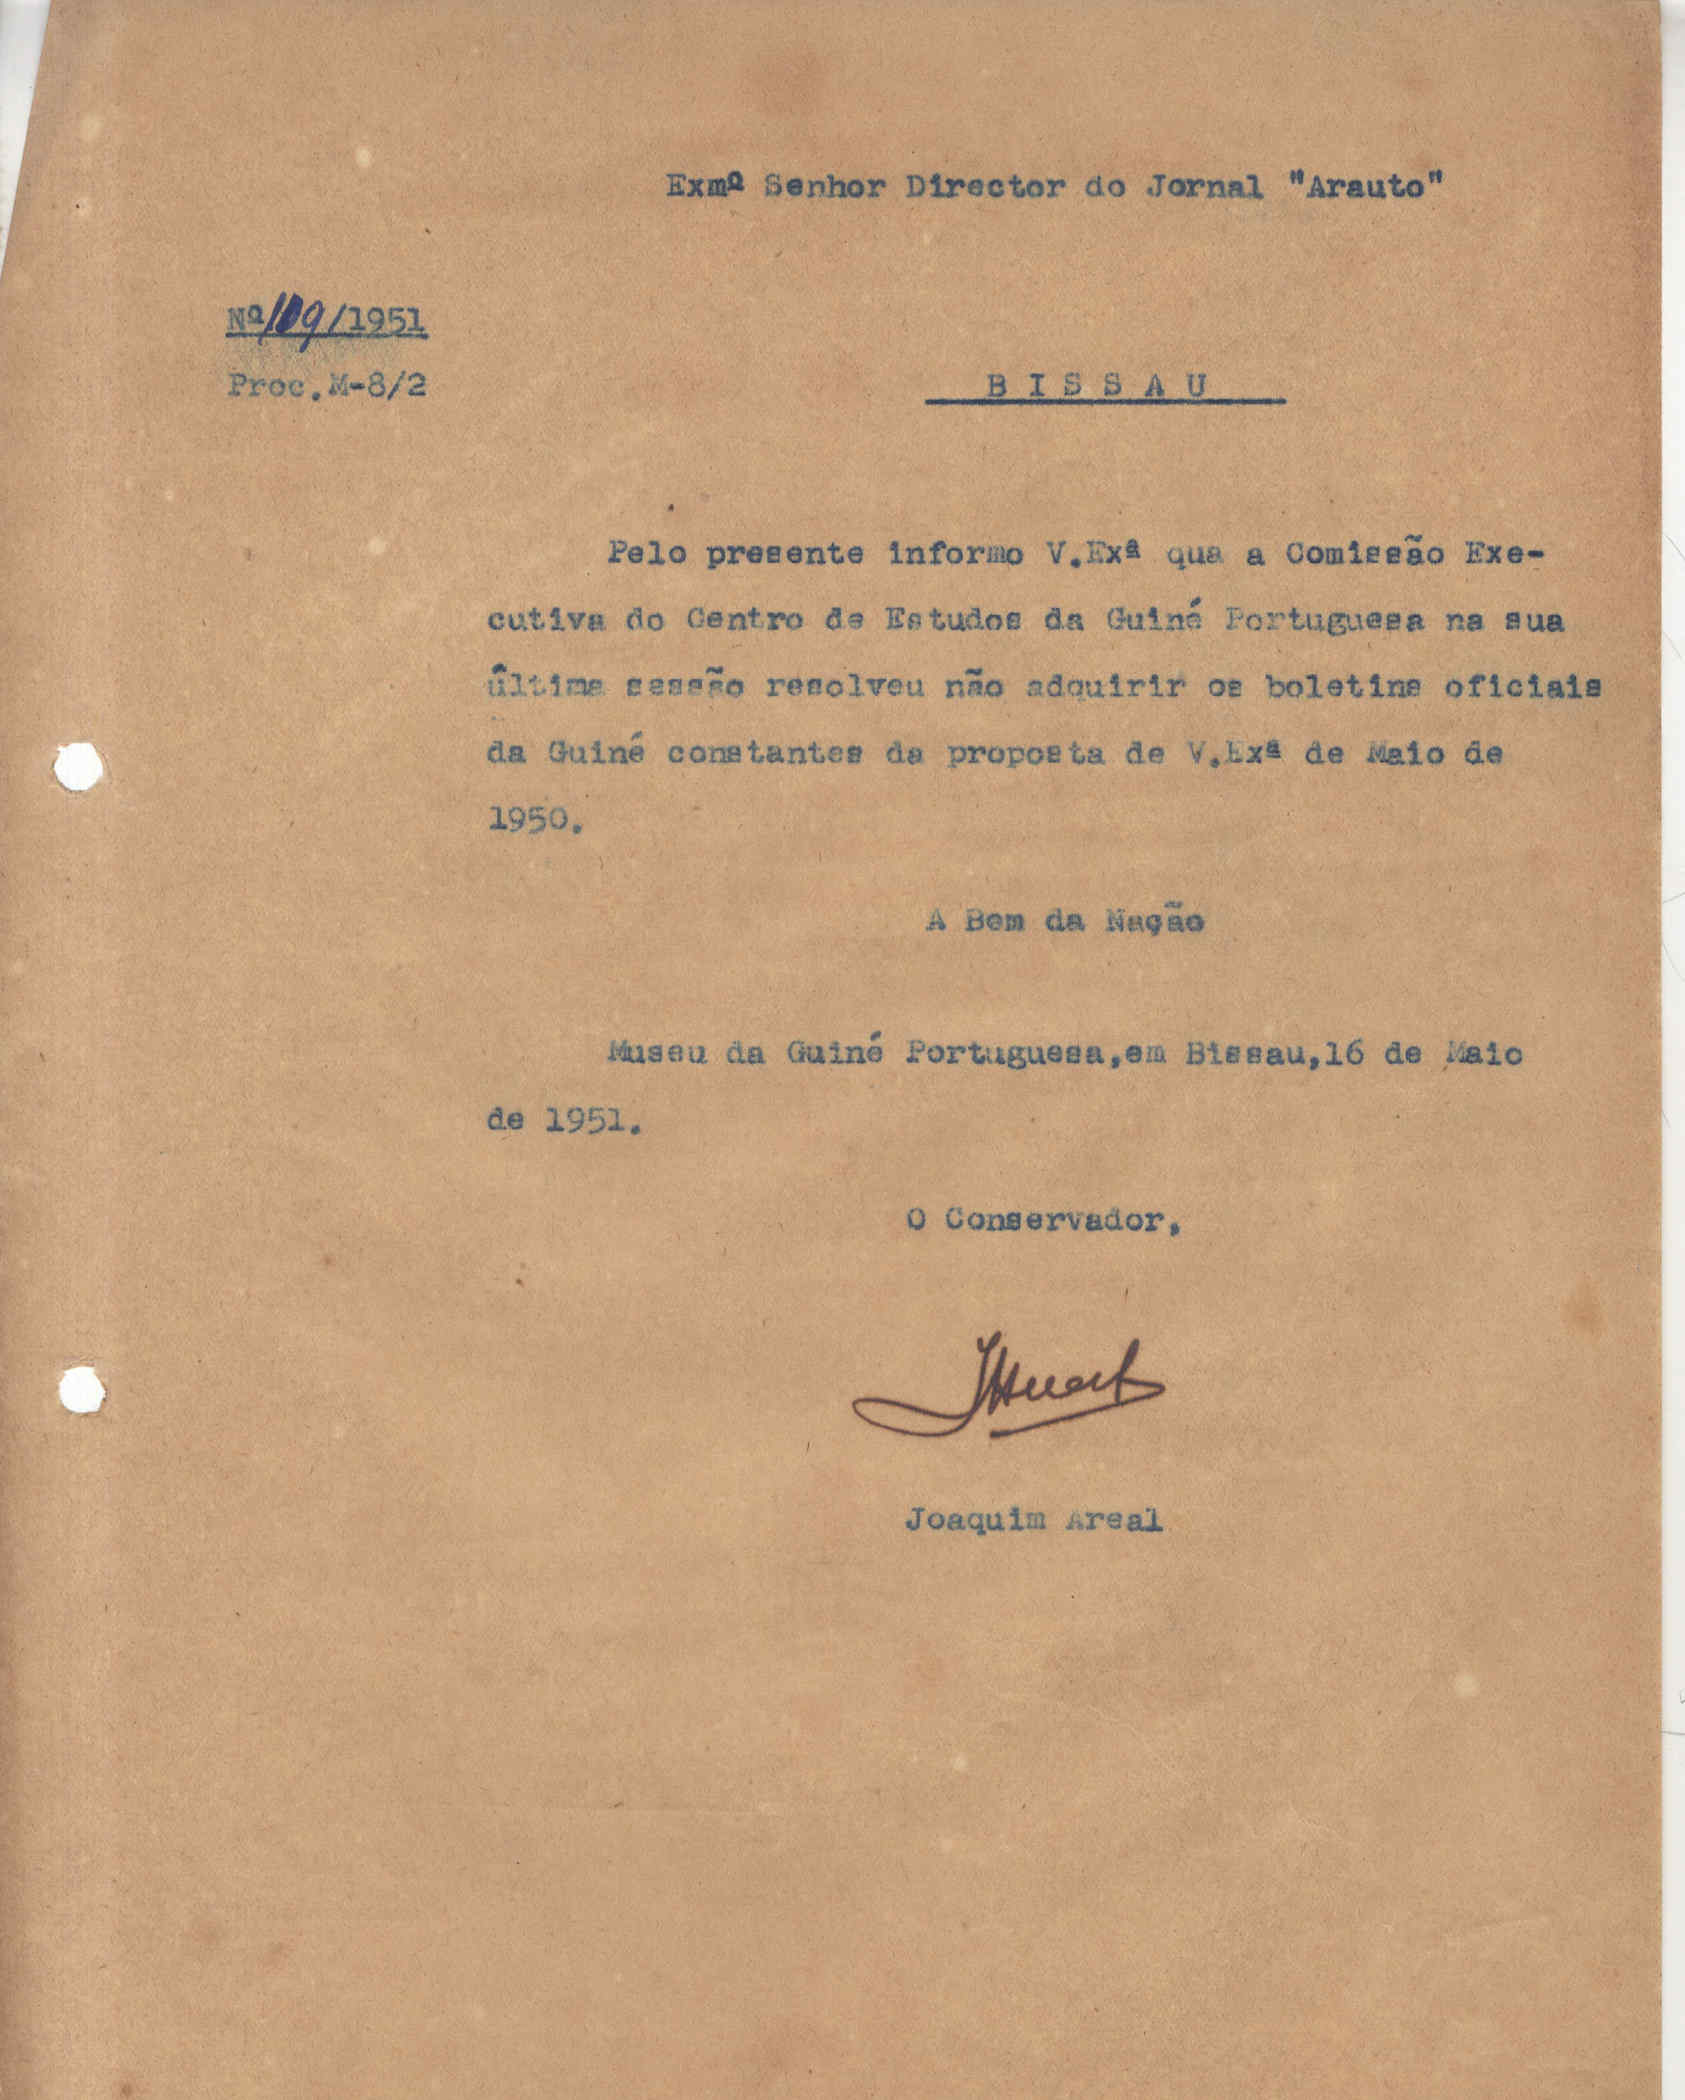 Exmº Senhor Director do Jornal "Arauto"
Nº109/1951
Proc.M-8/2
BISSAU
Pelo presente informo V.Exª qua a Comissão Exe-
cutiva do Centro de Estudos da Guiné Portuguesa na sua
última sessão resolveu não adquirir os boletins oficiais
da Guiné constantes da proposta de V.Exª de Maio de
1950.
A Bem da Nação
Museu da Guiné Portuguesa,em Bissau,16 de Maio
de 1951.
O Conservador,
Joaquim Areal